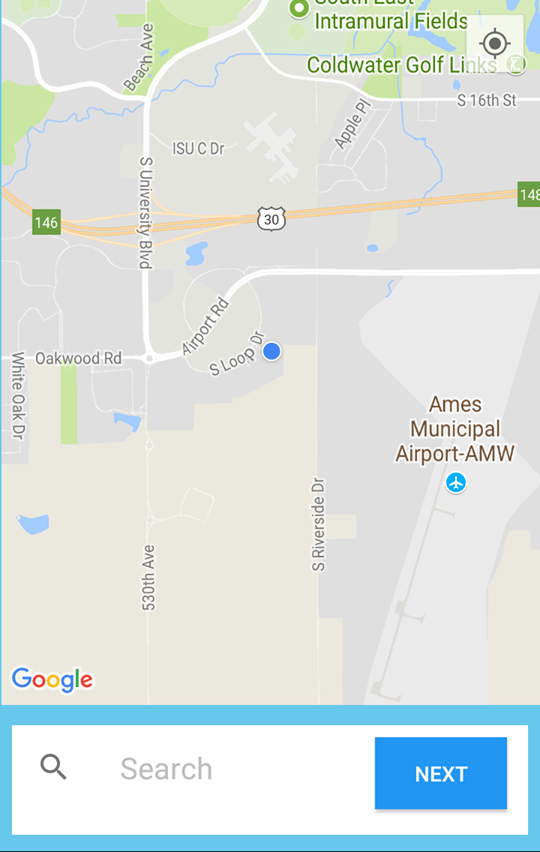 South East
Intramural Fields
Coldwater Golf Links
Beach Ave
S 16th St
Apple Pl
ISU C Dr
S University Blvd
148
146
30
Airport Rd
S Loop Dr
Oakwood Rd
White Oak Dr
Ames
Municipal
Airport-AMW
S Riverside Dr
530th Ave
Google
Search
NEXT